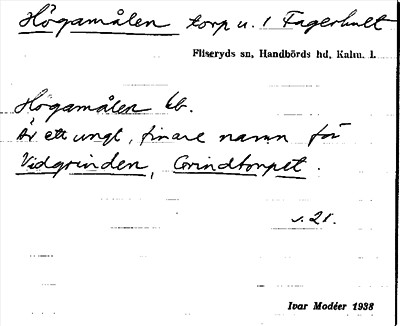 Högamålen torp u. 1 Fagerhult
Fliseryds sn, Handbörds hd, Kalm. l.
Högamålen bb.
Är ett ungt, finare namn för
Vidgrinden, Grindtorpet.
s. 21.
Ivar Modéer 1938